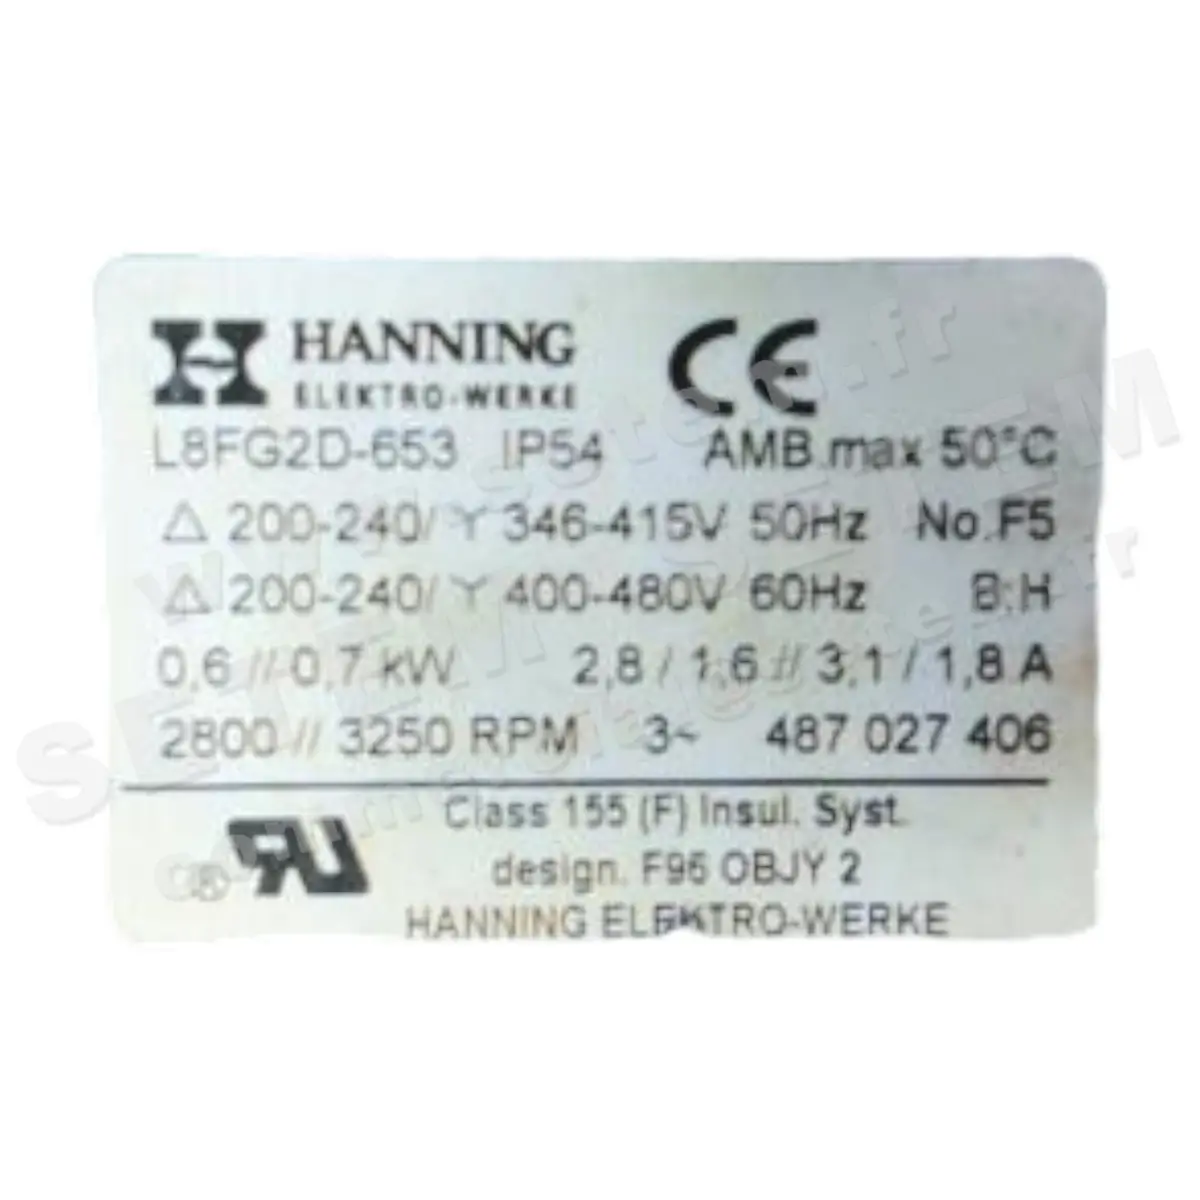 HANNING
ELEKTRO-WERKE
CE
L8FG2D-653 IP54 AMB.max 50°C
△ 200-240/ Y 346-415V 50Hz No.F5
△ 200-240/ Y 400-480V 60Hz B:H
0,6 // 0,7 kW 2,8 / 1,6 // 3,1 / 1,8 A
2800 // 3250 RPM 3~ 487 027 406
Class 155 (F) Insul. Syst.
design. F96 OBJY 2
HANNING ELEKTRO-WERKE